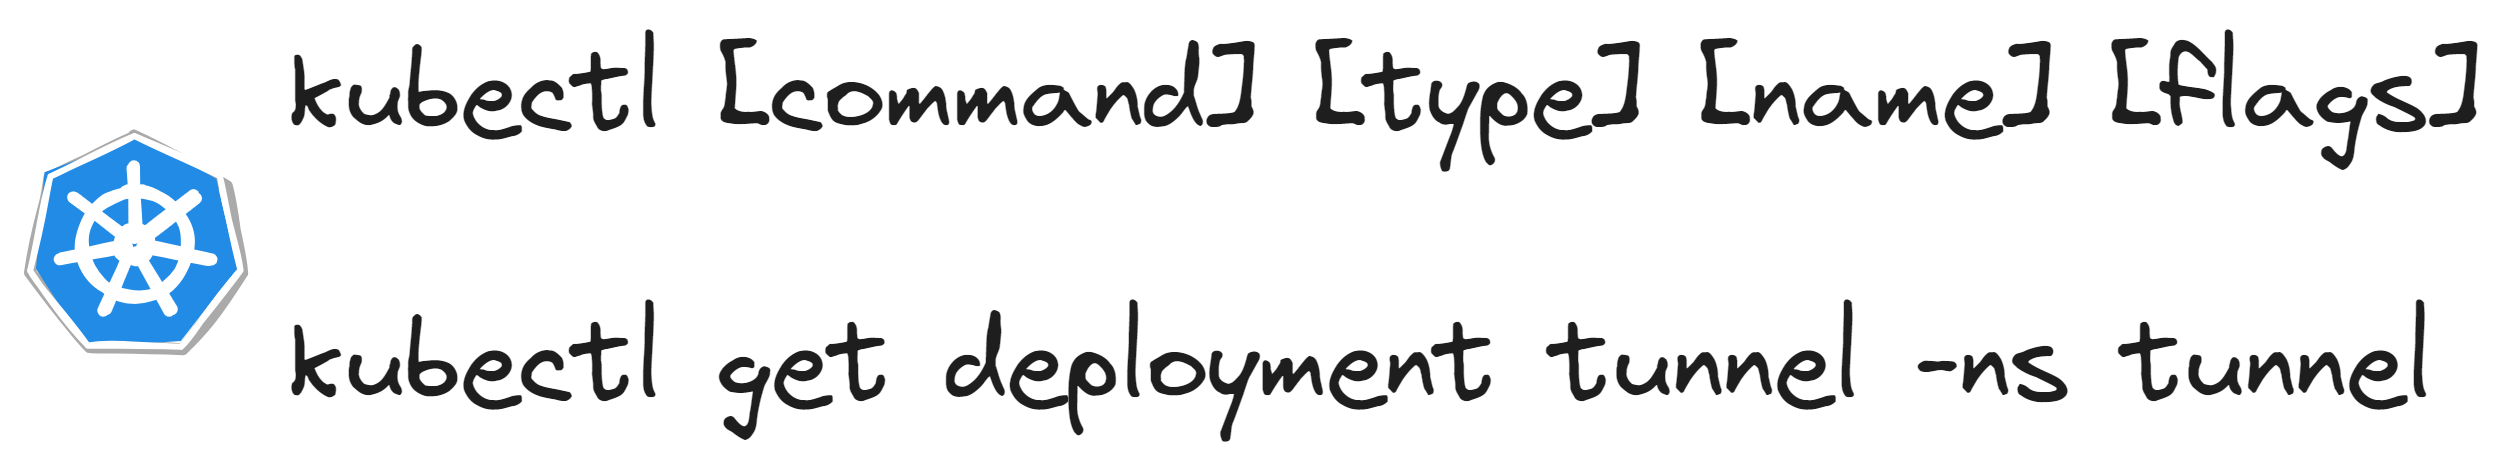 kubectl [command] [type] [name] [flags]
kubectl get deployment tunnel -ns tunnel